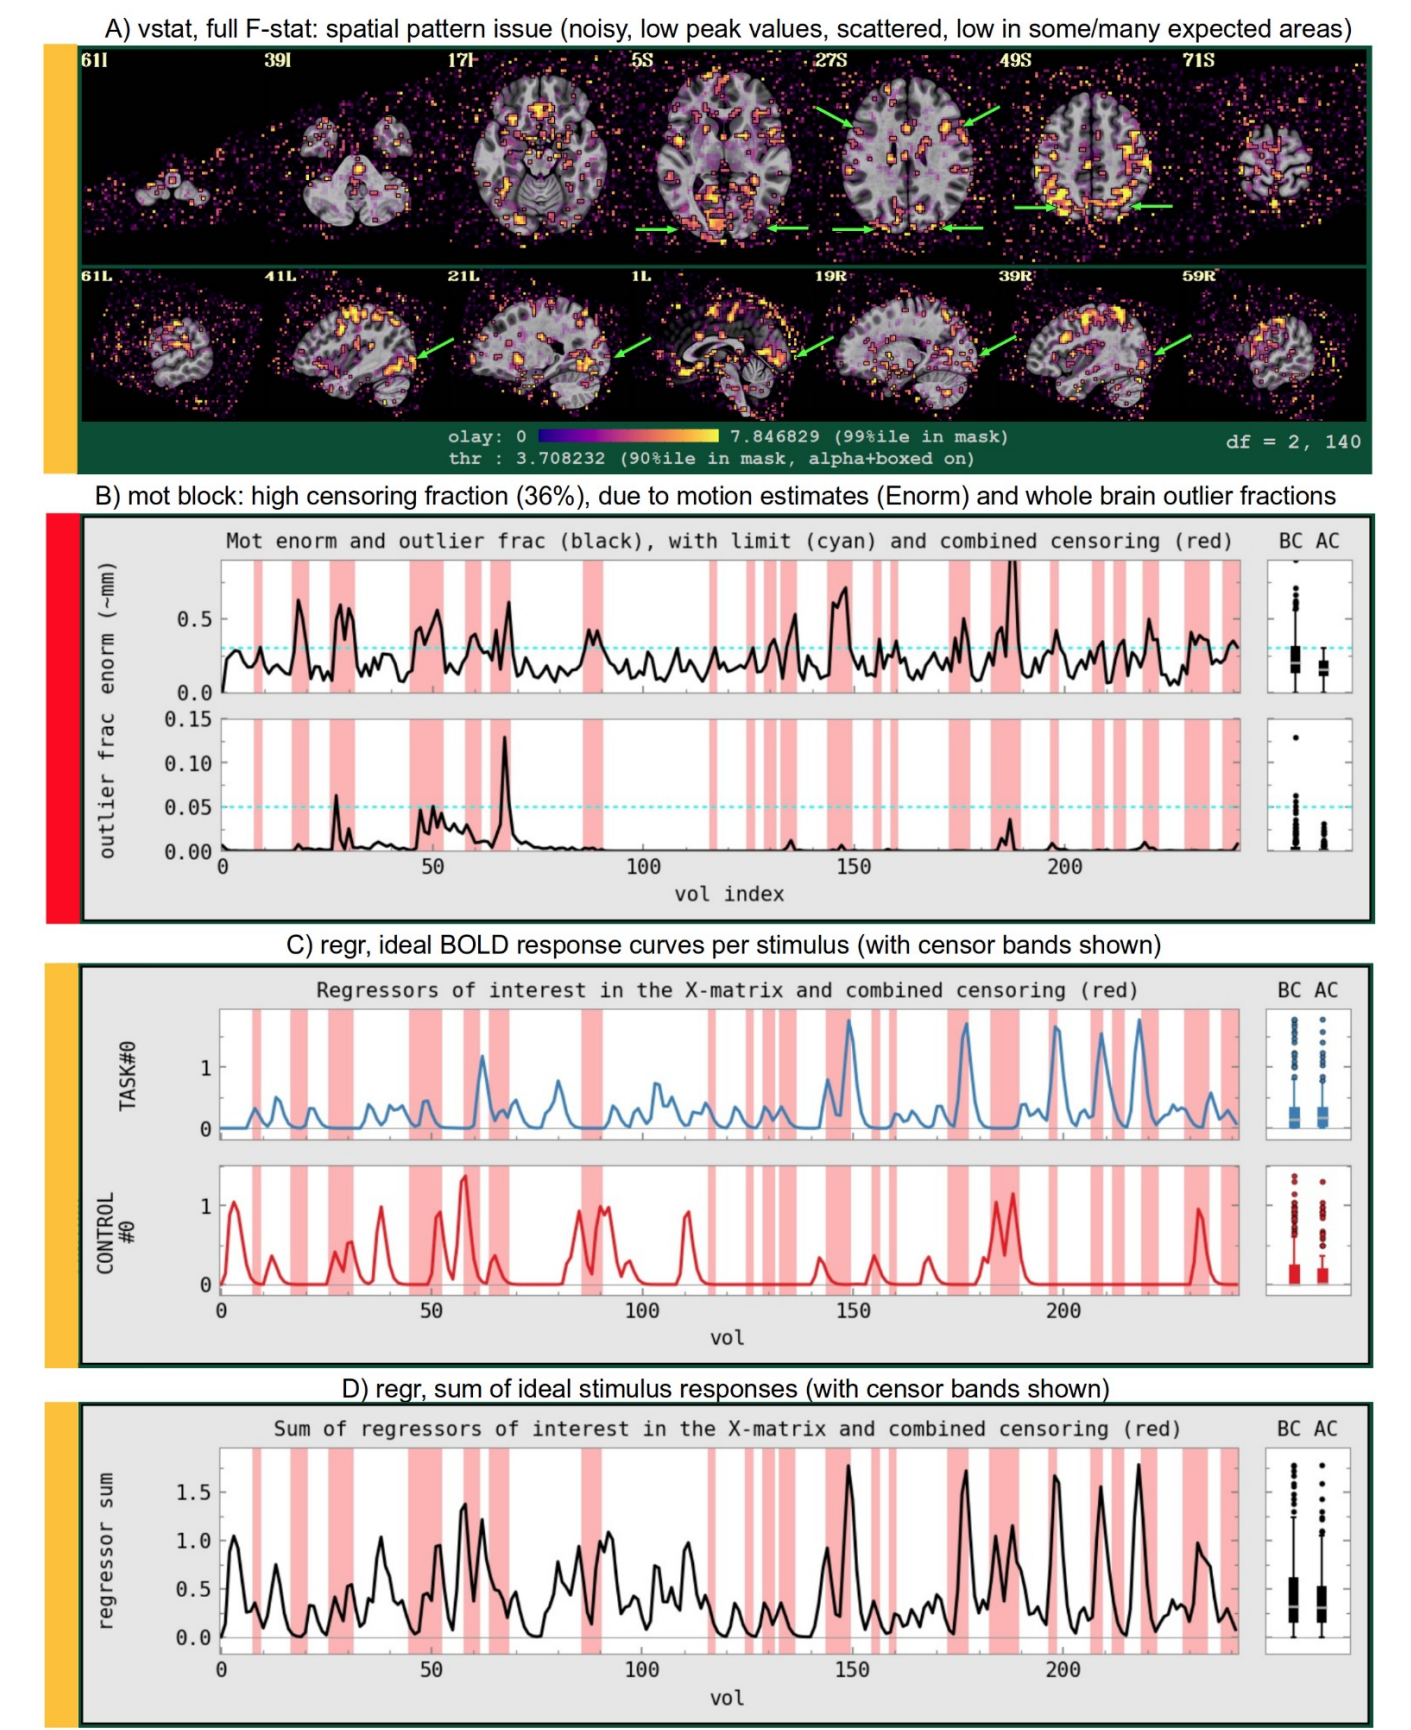 A) vstat, full F-stat: spatial pattern issue (noisy, low peak values, scattered, low in some/many expected areas)
61I 39I 17I 5S 27S 49S 71S
61L 41L 21L 1L 19R 39R 59R
olay: 0 7.846829 (99%ile in mask)
thr : 3.708232 (90%ile in mask, alpha+boxed on)
df = 2, 140
B) mot block: high censoring fraction (36%), due to motion estimates (Enorm) and whole brain outlier fractions
Mot enorm and outlier frac (black), with limit (cyan) and combined censoring (red)
BC AC
enorm (~mm)
0.5
0.0
outlier frac
0.15
0.10
0.05
0.00
0 50 100 150 200
vol index
C) regr, ideal BOLD response curves per stimulus (with censor bands shown)
Regressors of interest in the X-matrix and combined censoring (red)
BC AC
TASK#0
1
0
CONTROL
#0
1
0
0 50 100 150 200
vol
D) regr, sum of ideal stimulus responses (with censor bands shown)
Sum of regressors of interest in the X-matrix and combined censoring (red)
BC AC
regressor sum
1.5
1.0
0.5
0.0
0 50 100 150 200
vol